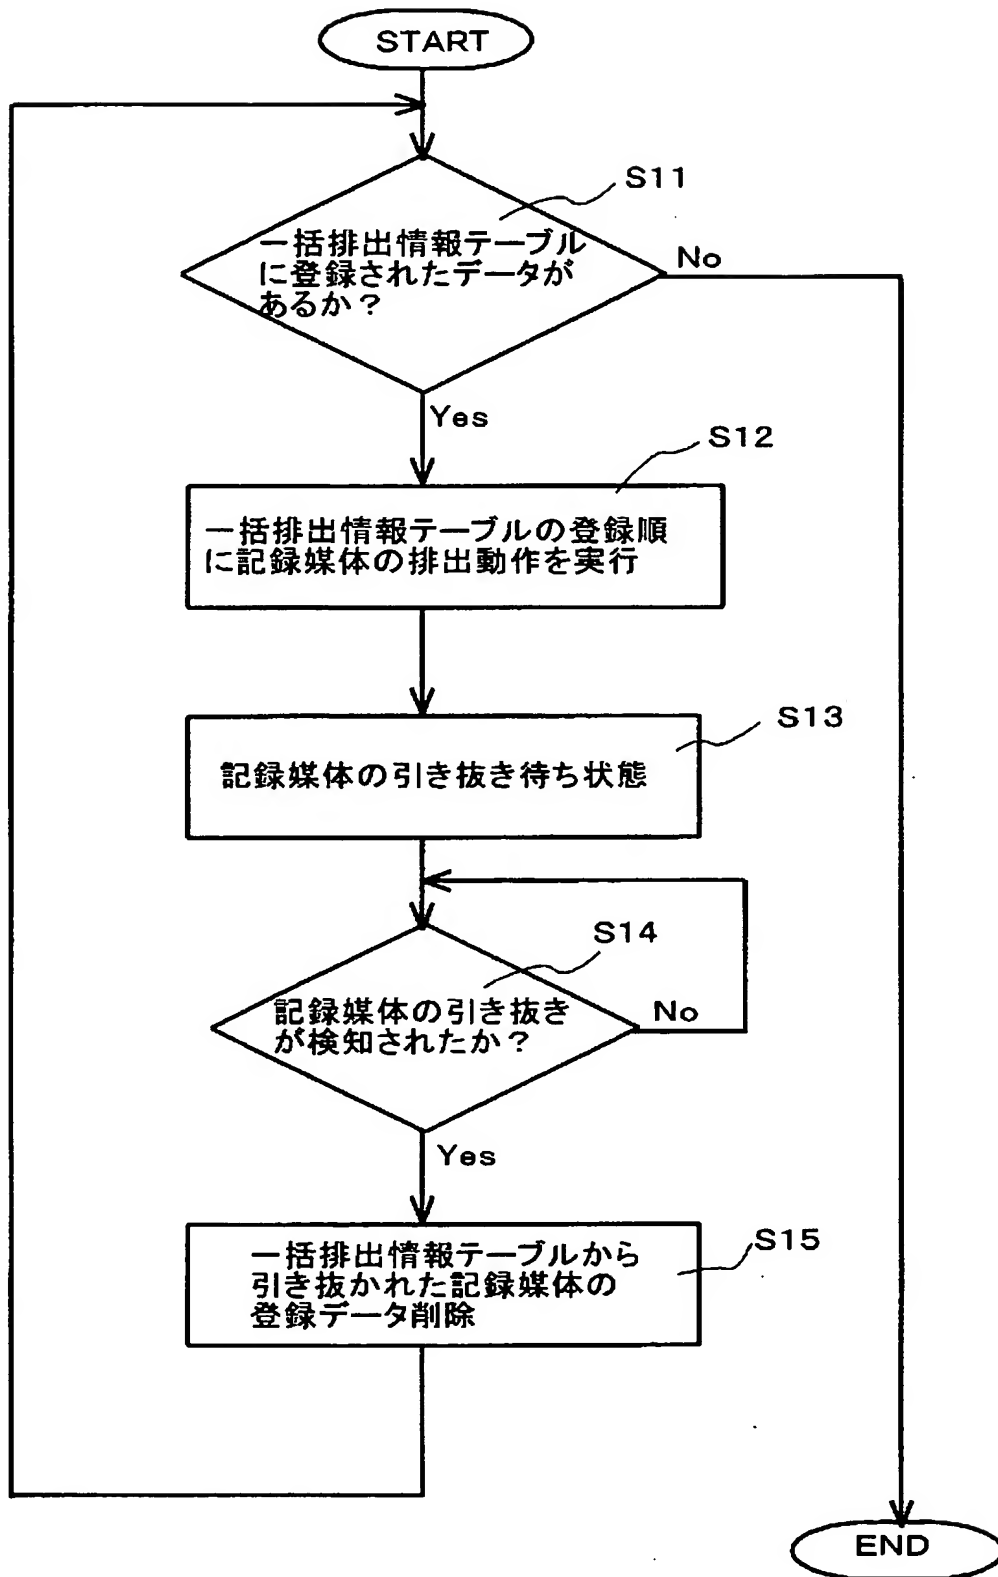 START
S11
一括排出情報テーブル
に登録されたデータが
あるか？
No
Yes
S12
一括排出情報テーブルの登録順
に記録媒体の排出動作を実行
S13
記録媒体の引き抜き待ち状態
S14
記録媒体の引き抜き
が検知されたか？
No
Yes
S15
一括排出情報テーブルから
引き抜かれた記録媒体の
登録データ削除
END